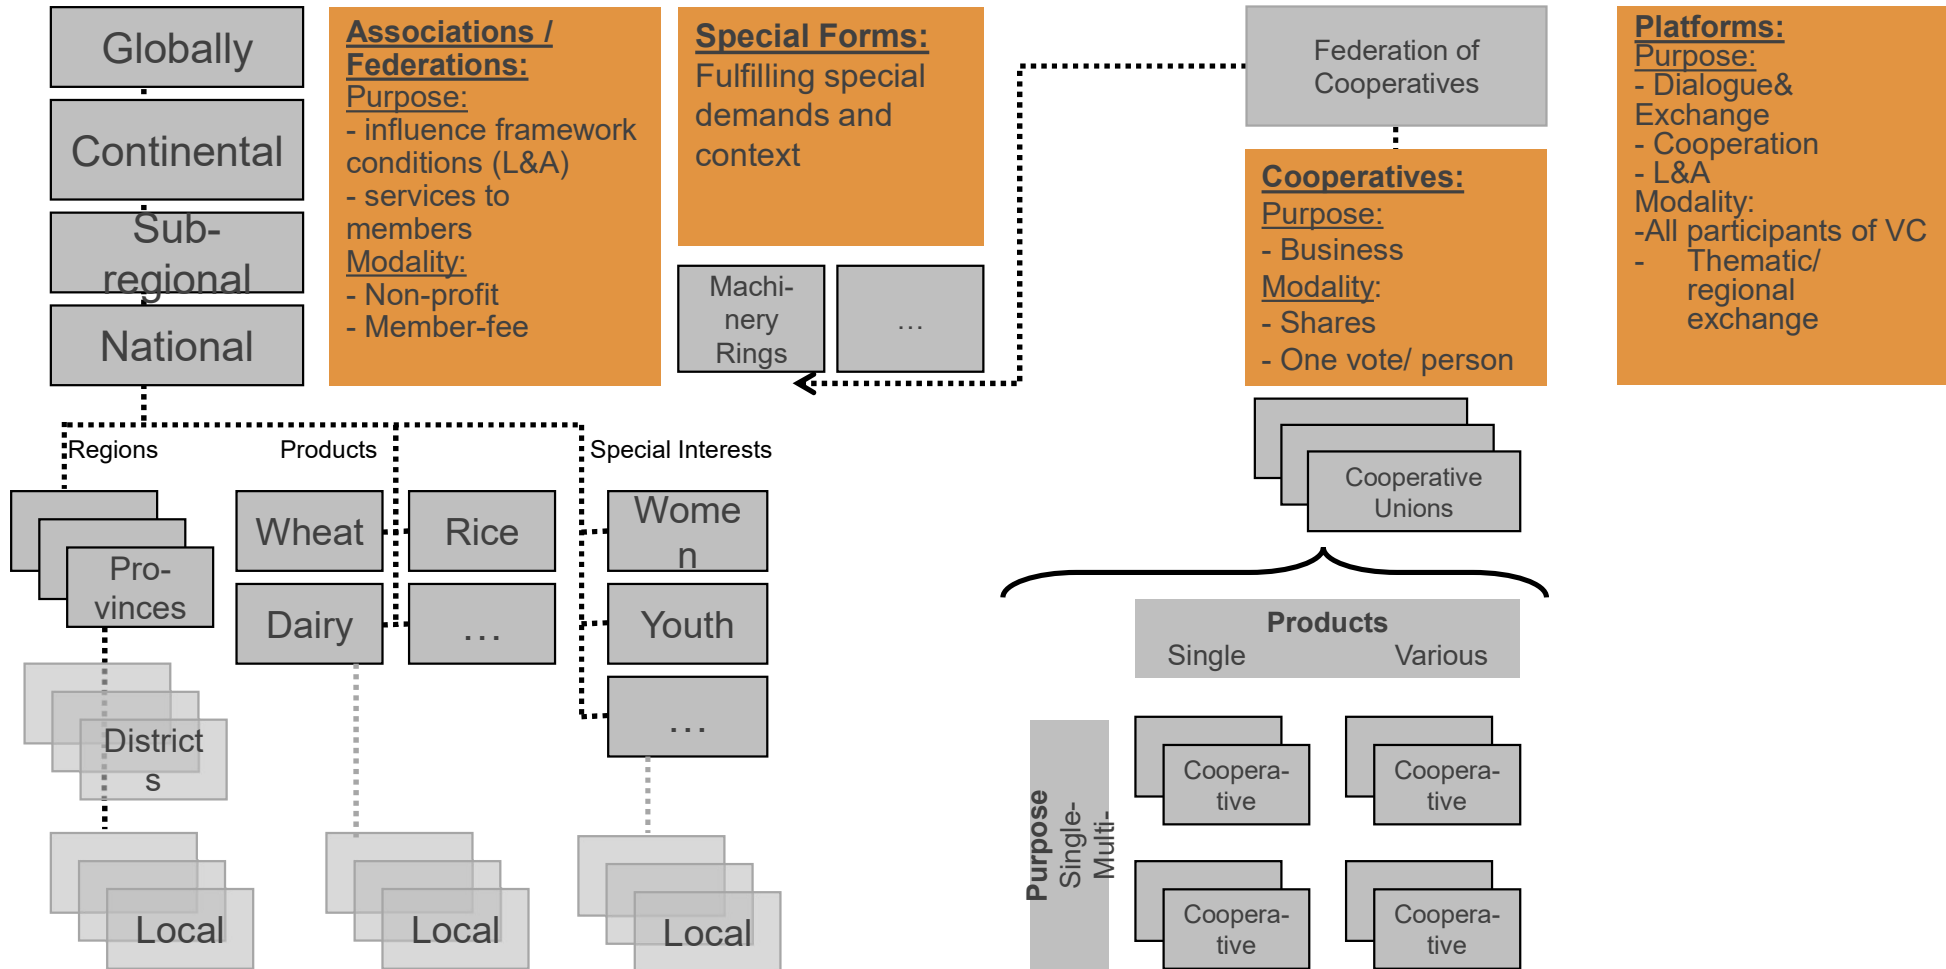 Globally
Continental
Sub-
regional
National
Associations /
Federations:
Purpose:
- influence framework
conditions (L&A)
- services to
members
Modality:
- Non-profit
- Member-fee
Special Forms:
Fulfilling special
demands and
context
Machi-
nery
Rings
…
Federation of
Cooperatives
Cooperatives:
Purpose:
- Business
Modality:
- Shares
- One vote/ person
Platforms:
Purpose:
- Dialogue&
Exchange
- Cooperation
- L&A
Modality:
-All participants of VC
- Thematic/
regional
exchange
Regions
Products
Special Interests
Pro-
vinces
District
s
Local
Wheat
Rice
Dairy
…
Local
Wome
n
Youth
…
Local
Cooperative
Unions
Products
Single Various
Purpose
Single-
Multi-
Coopera-
tive
Coopera-
tive
Coopera-
tive
Coopera-
tive